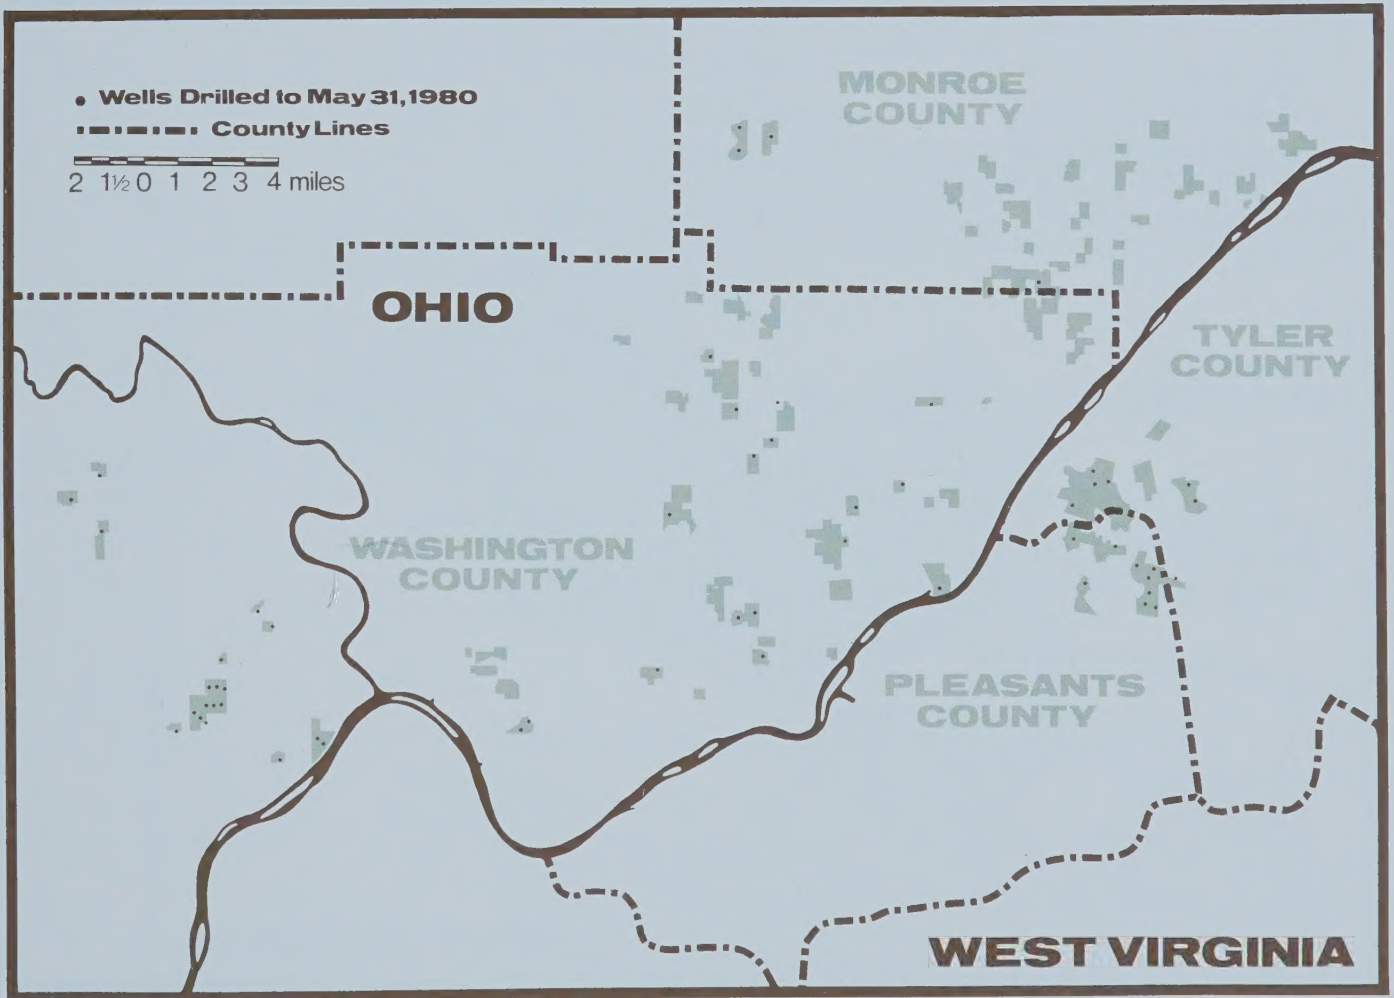 MONROE
COUNTY
• Wells Drilled to May 31,1980
County Lines
2 1½ 0 1 2 3 4 miles
OHIO
TYLER
COUNTY
WASHINGTON
COUNTY
PLEASANTS
COUNTY
WEST VIRGINIA